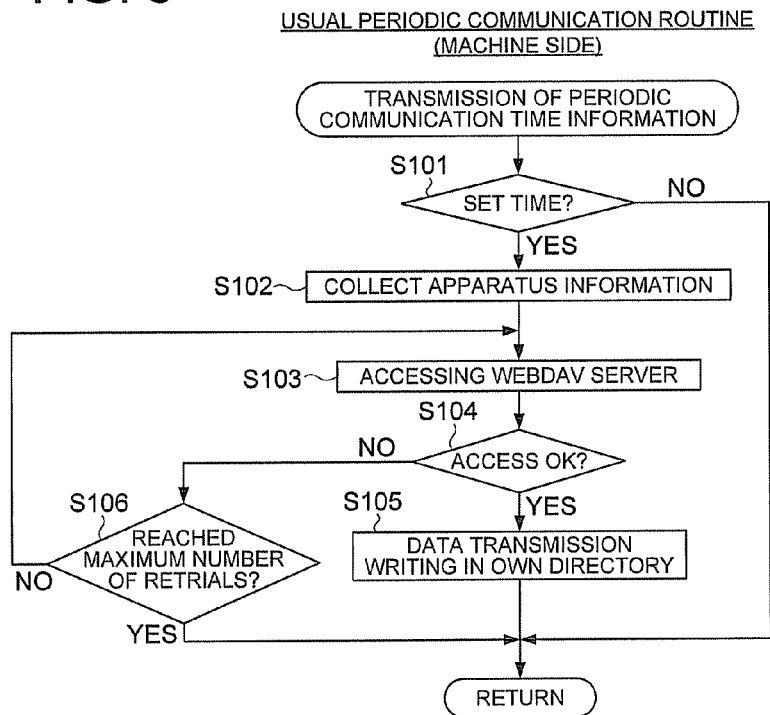 USUAL PERIODIC COMMUNICATION ROUTINE
(MACHINE SIDE)
TRANSMISSION OF PERIODIC
COMMUNICATION TIME INFORMATION
S101
SET TIME?
NO
YES
S102
COLLECT APPARATUS INFORMATION
S103
ACCESSING WEBDAV SERVER
S104
NO
ACCESS OK?
YES
S106
REACHED
MAXIMUM NUMBER
OF RETRIALS?
NO
YES
S105
DATA TRANSMISSION
WRITING IN OWN DIRECTORY
RETURN